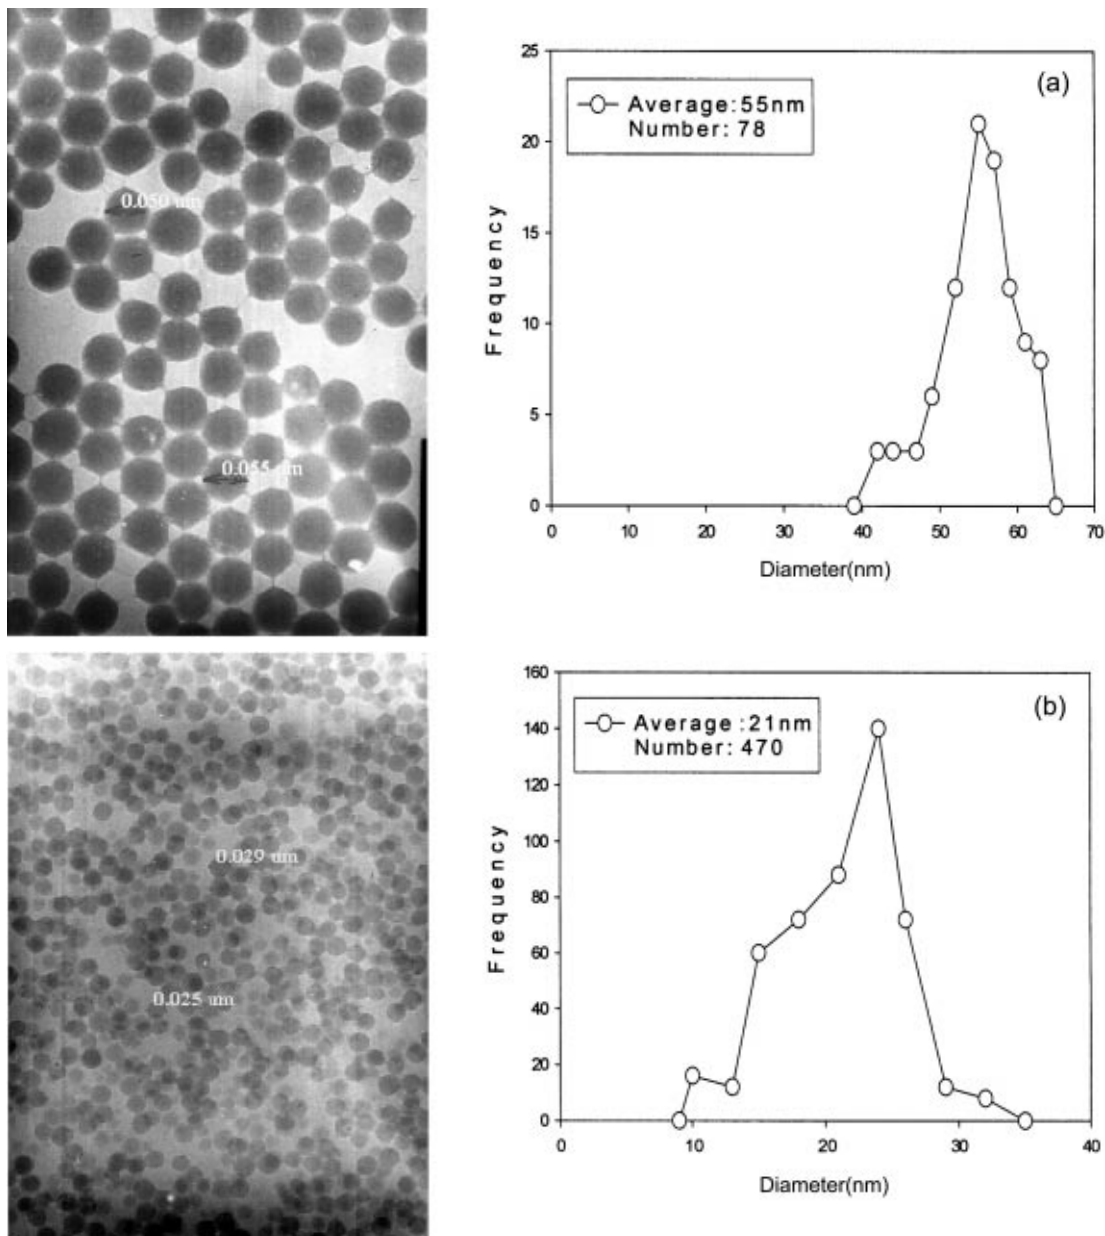 0.050 um
0.055 um
25
20
15
10
5
0
Frequency
Average:55nm
Number: 78
(a)
0 10 20 30 40 50 60 70
Diameter(nm)
0.029 um
0.025 um
160
140
120
100
80
60
40
20
0
Frequency
Average :21nm
Number: 470
(b)
0 10 20 30 40
Diameter(nm)